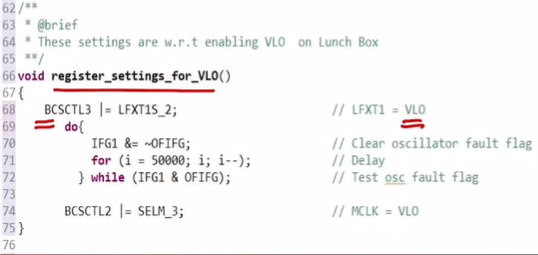 62 /**
63  * @brief
64  * These settings are w.r.t enabling VLO  on Lunch Box
65  **/
66 void register_settings_for_VLO()
67 {
68     BCSCTL3 |= LFXT1S_2;                // LFXT1 = VLO
69       do{
70           IFG1 &= ~OFIFG;               // Clear oscillator fault flag
71           for (i = 50000; i; i--);      // Delay
72         } while (IFG1 & OFIFG);         // Test osc fault flag
73
74       BCSCTL2 |= SELM_3;                // MCLK = VLO
75 }
76